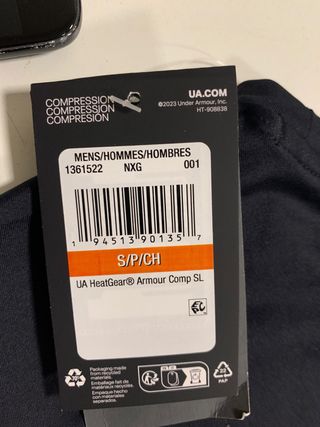 COMPRESSION
COMPRESSION
COMPRESIÓN
UA.COM
©2023 Under Armour, Inc.
HT-908838
MENS/HOMMES/HOMBRES
1361522 NXG 001
1 94513 90135 7
S/P/CH
UA HeatGear® Armour Comp SL
Packaging made
from recycled
materials.
Emballage fait de
matériaux recyclés.
Empaque hecho
con materiales
reciclados.
22
PAP